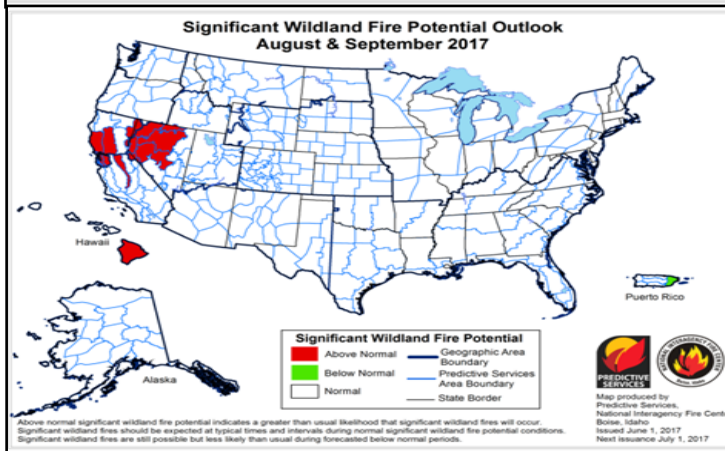 Significant Wildland Fire Potential Outlook
August & September 2017
Hawaii
Puerto Rico
Alaska
Significant Wildland Fire Potential
Above Normal
Below Normal
Normal
Geographic Area
Boundary
Predictive Services
Area Boundary
State Border
PREDICTIVE
SERVICES
NATIONAL INTERAGENCY FIRE CENTER
Map produced by
Predictive Services,
National Interagency Fire Cente
Boise, Idaho
Issued June 1, 2017
Next issuance July 1, 2017
Above normal significant wildland fire potential indicates a greater than usual likelihood that significant wildland fires will occur.
Significant wildland fires should be expected at typical times and intervals during normal significant wildland fire potential conditions.
Significant wildland fires are still possible but less likely than usual during forecasted below normal periods.